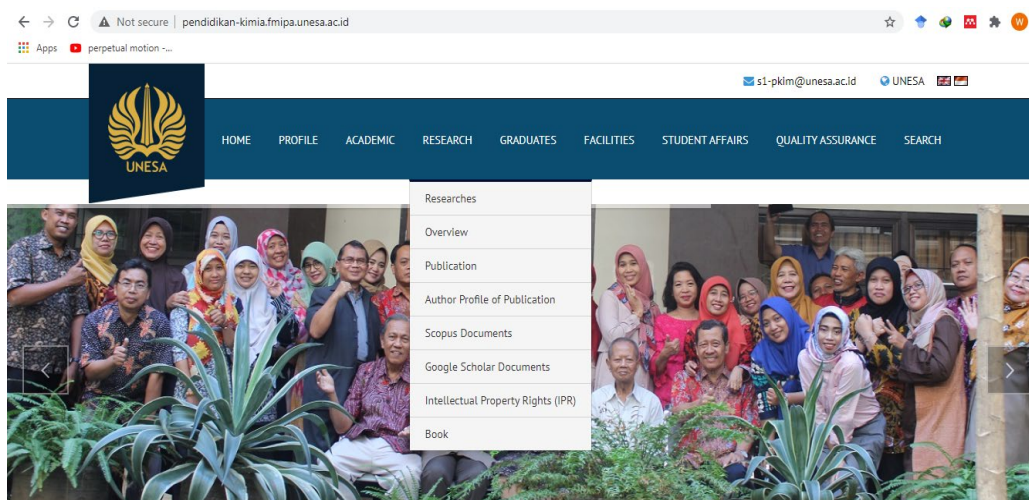 Not secure | pendidikan-kimia.fmipa.unesa.ac.id
W
Apps perpetual motion -...
s1-pkim@unesa.ac.id UNESA
UNESA
HOME PROFILE ACADEMIC RESEARCH GRADUATES FACILITIES STUDENT AFFAIRS QUALITY ASSURANCE SEARCH
Researches
Overview
Publication
Author Profile of Publication
Scopus Documents
Google Scholar Documents
Intellectual Property Rights (IPR)
Book